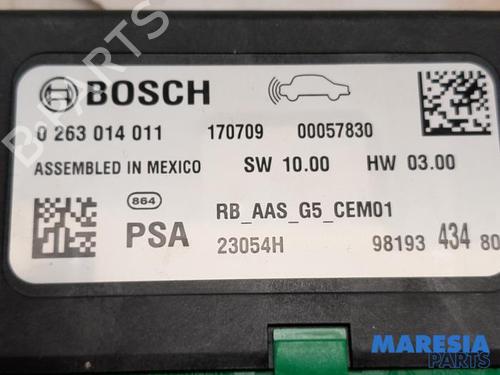 BOSCH
0 263 014 011 170709 00057830
ASSEMBLED IN MEXICO SW 10.00 HW 03.00
864 RB_AAS_G5_CEM01
PSA 23054H 98193 434 80
B-PARTS
MARESIA
PARTS